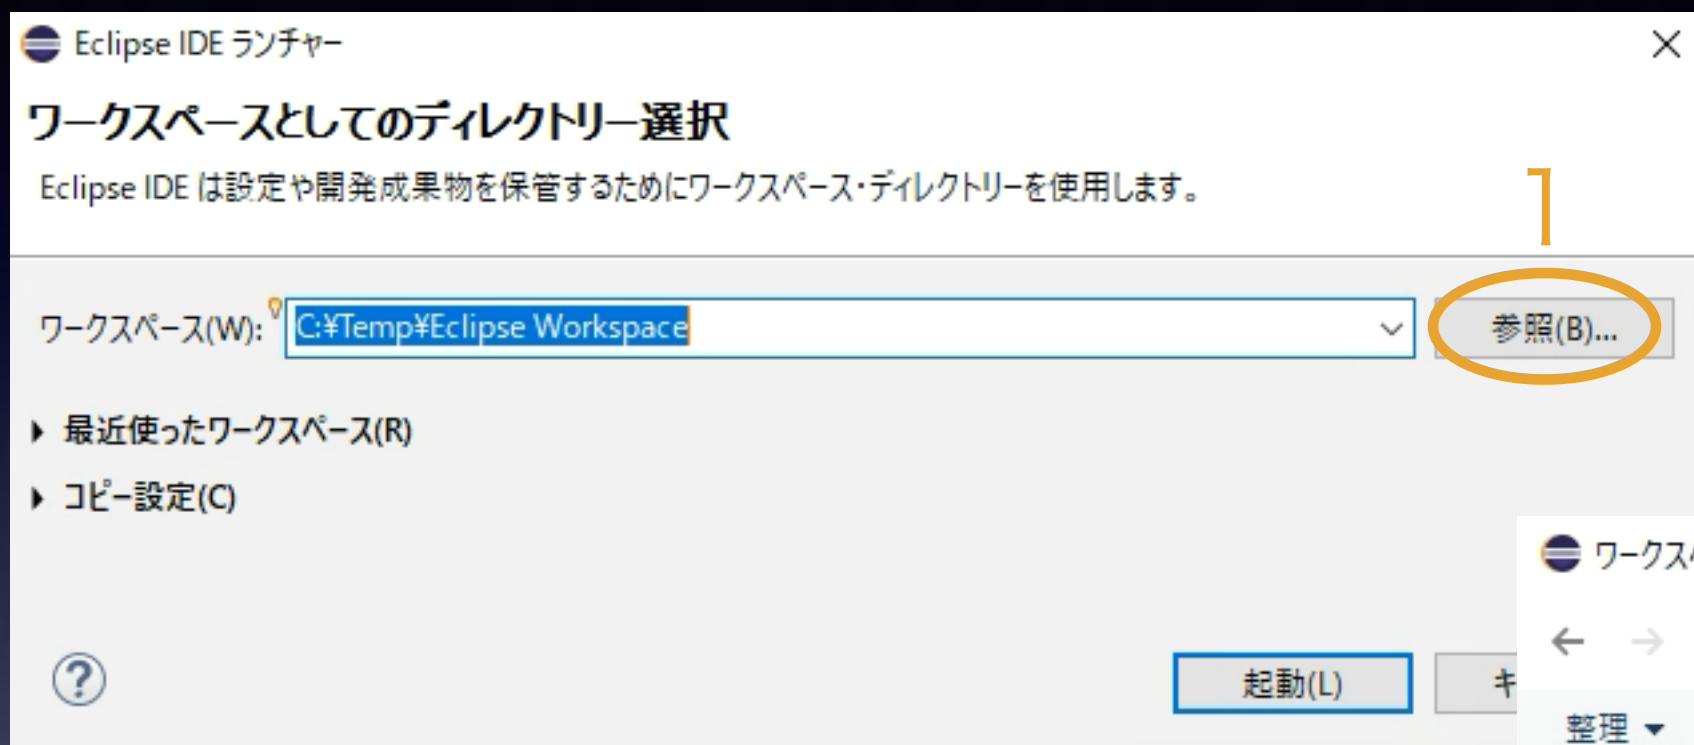 Eclipse IDE ランチャー
ワークスペースとしてのディレクトリー選択
Eclipse IDE は設定や開発成果物を保管するためにワークスペース・ディレクトリーを使用します。
1
ワークスペース(W):
C:¥Temp¥Eclipse Workspace
参照(B)...
最近使ったワークスペース(R)
コピー設定(C)
ワークス
起動(L)
キ
整理